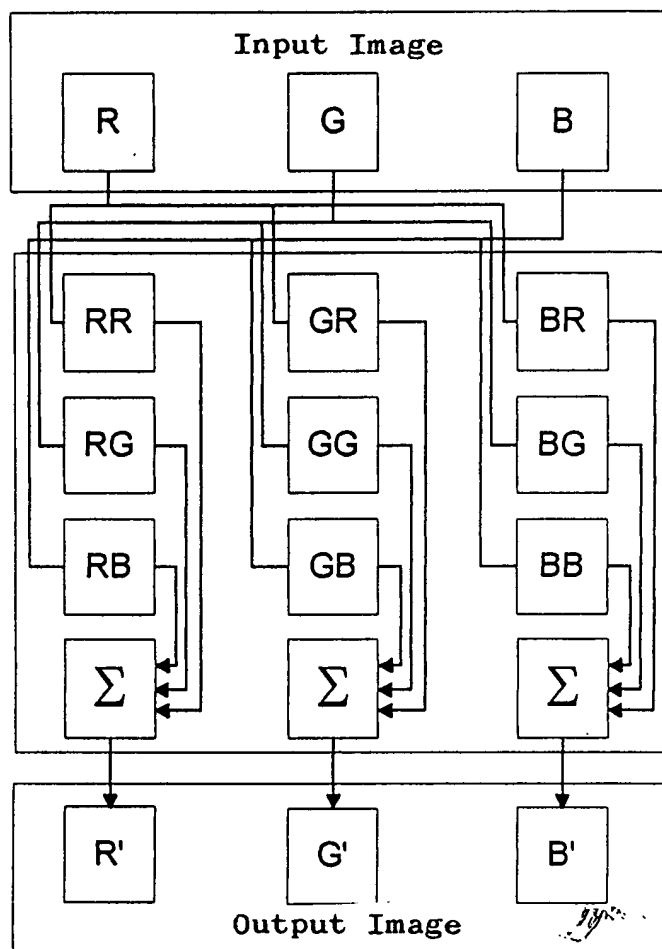 Input Image
R G B
RR GR BR
RG GG BG
RB GB BB
Σ Σ Σ
R' G' B'
Output Image